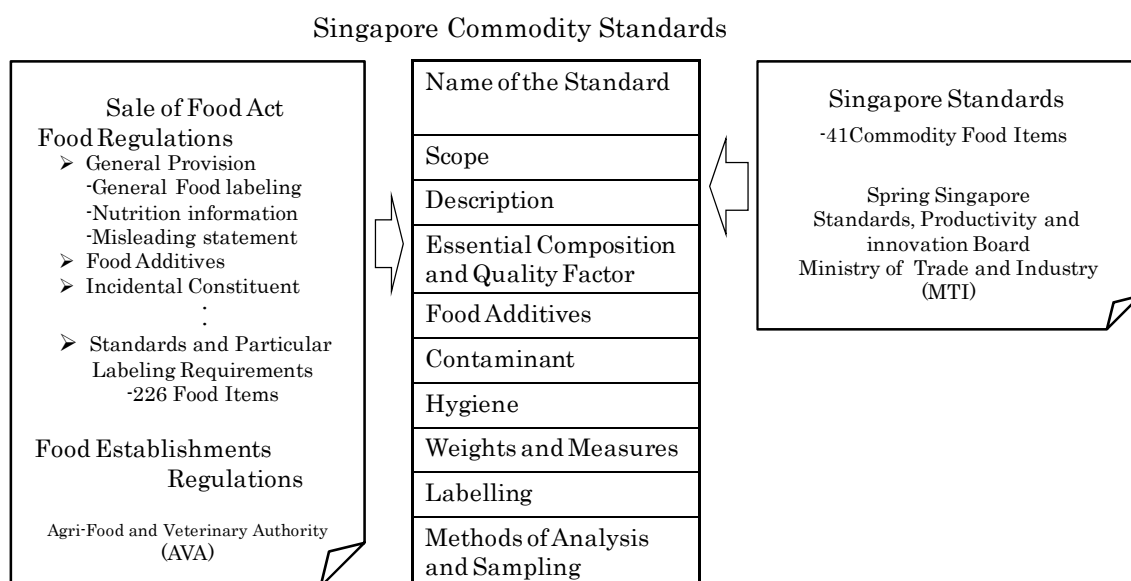 Singapore Commodity Standards
Sale of Food Act
Food Regulations
➤ General Provision
-General Food labeling
-Nutrition information
-Misleading statement
➤ Food Additives
➤ Incidental Constituent
.
.
➤ Standards and Particular
Labeling Requirements
-226 Food Items
Food Establishments
Regulations
Agri-Food and Veterinary Authority
(AVA)
Name of the Standard
Scope
Description
Essential Composition
and Quality Factor
Food Additives
Contaminant
Hygiene
Weights and Measures
Labelling
Methods of Analysis
and Sampling
Singapore Standards
-41Commodity Food Items
Spring Singapore
Standards, Productivity and
innovation Board
Ministry of Trade and Industry
(MTI)